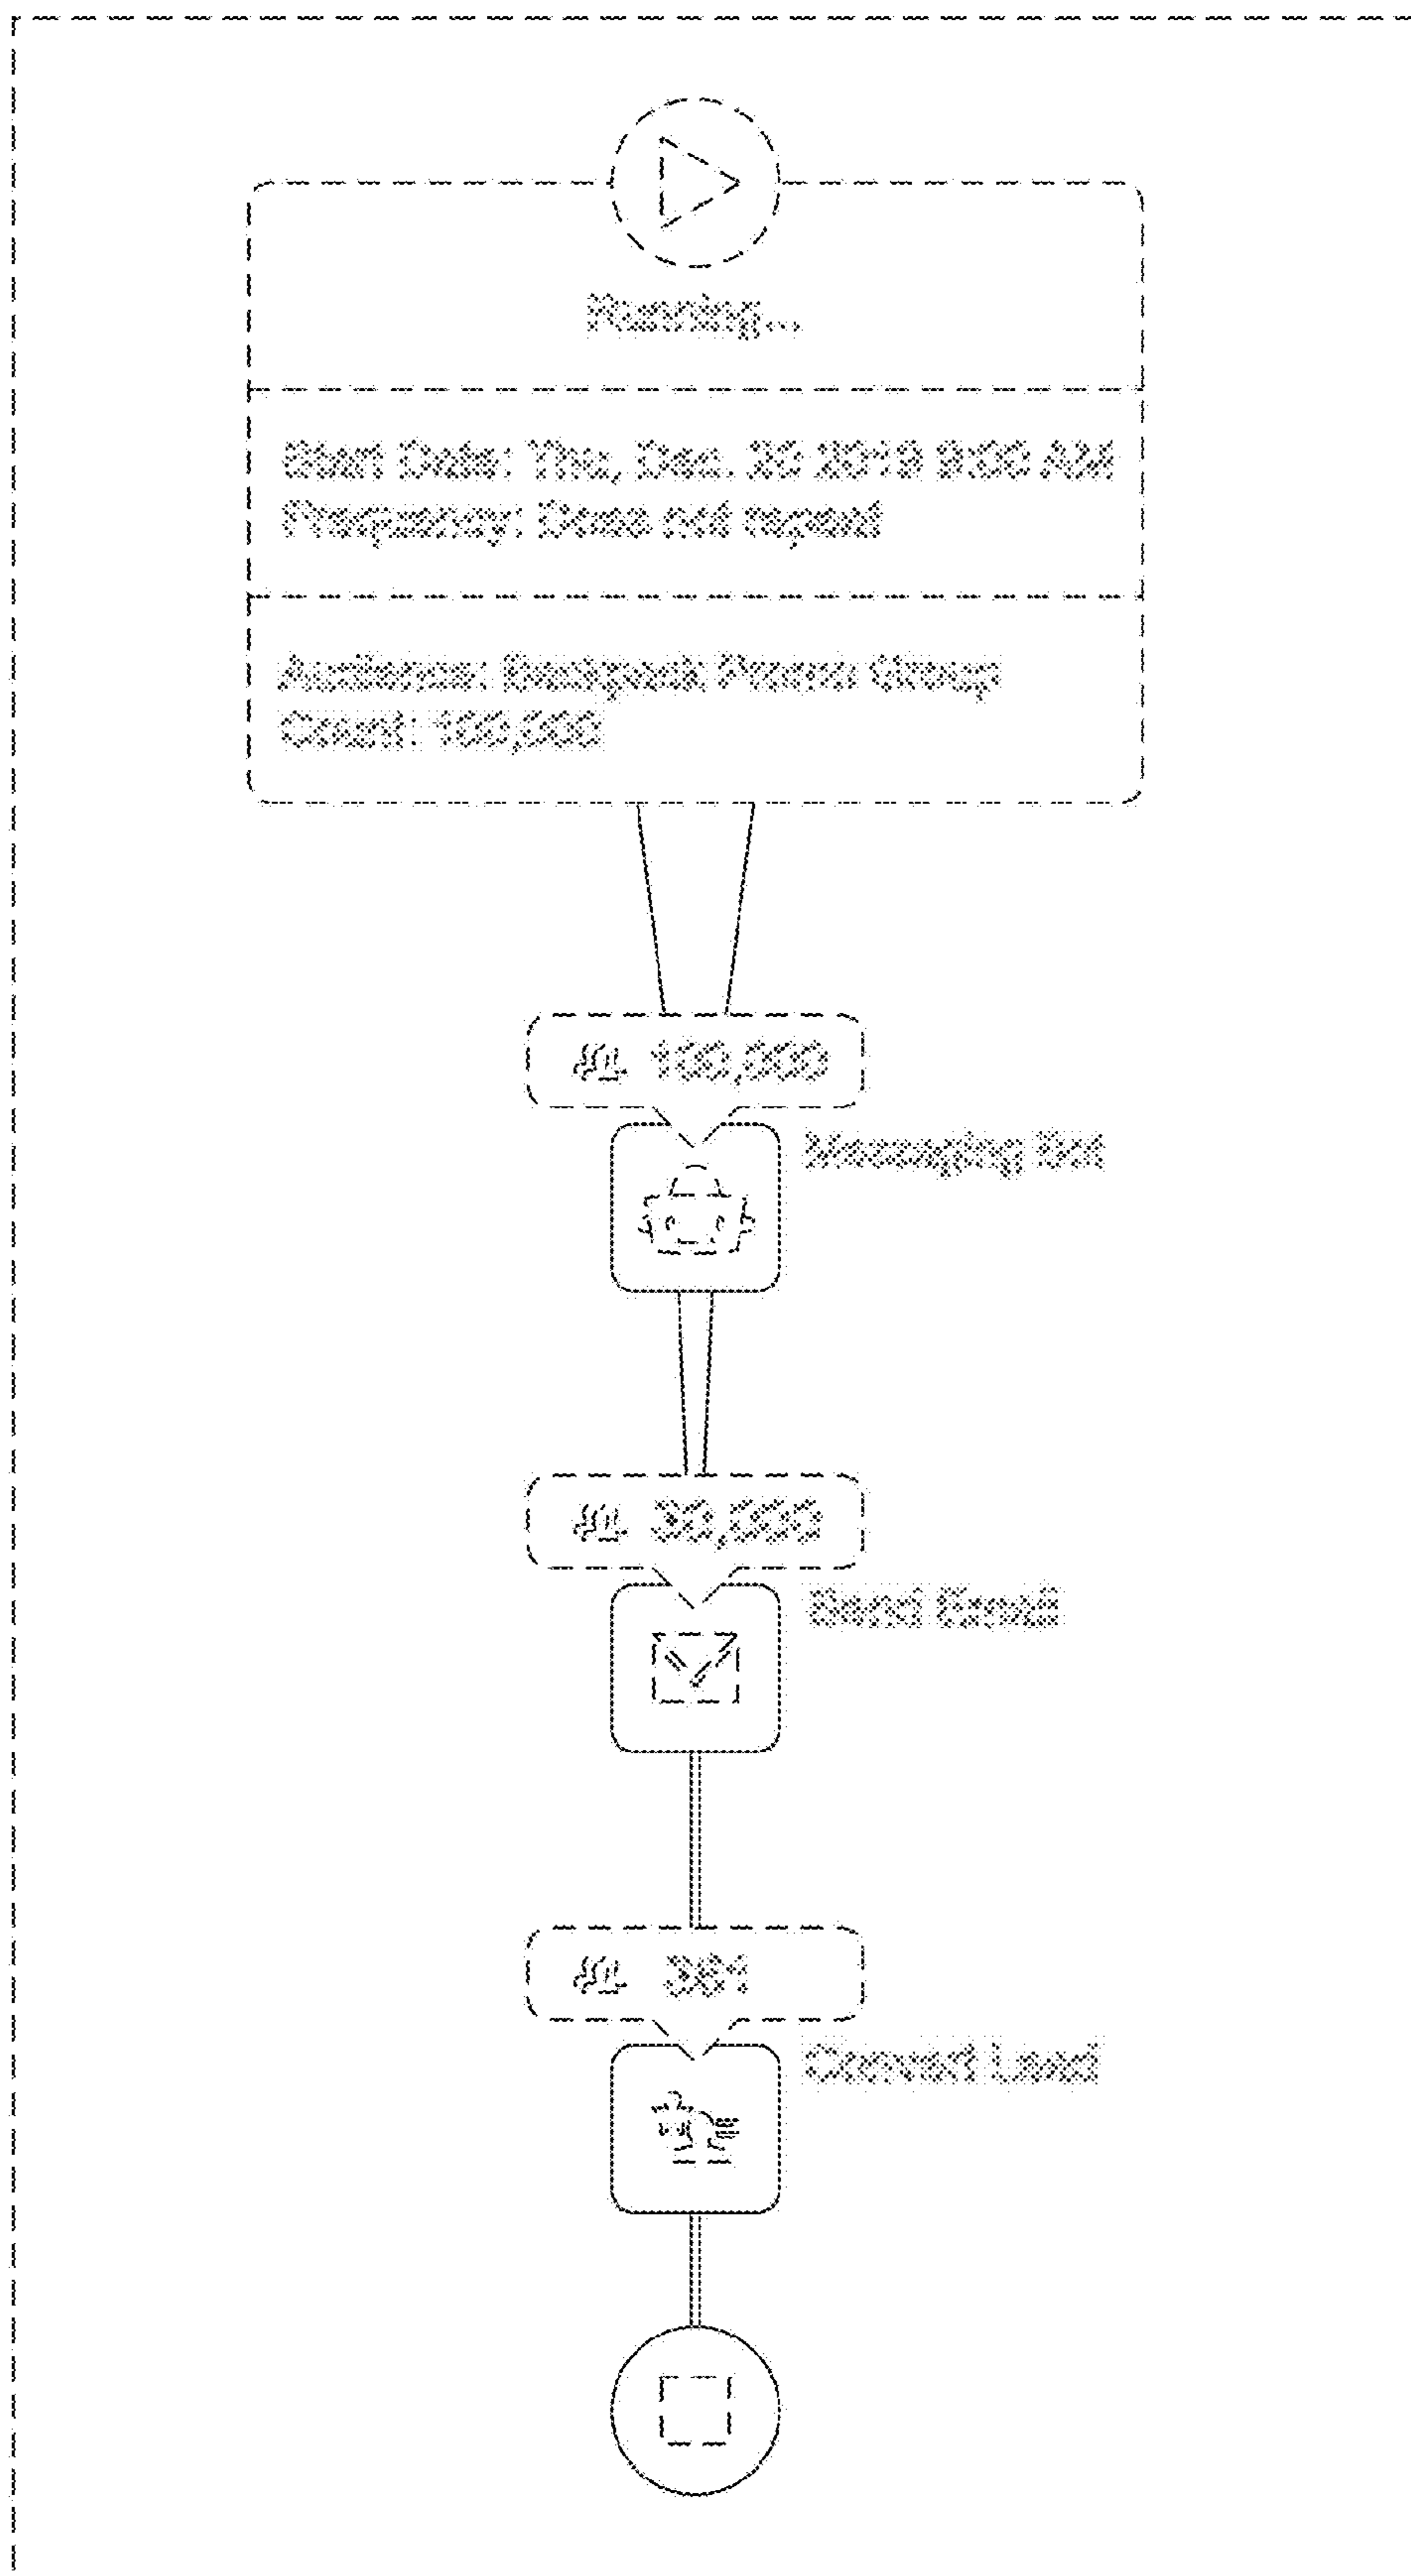 Running...
Start Date: Thu, Dec. 26 2019 9:00 AM
Frequency: Does not repeat
Audience: Backpack Promo Group
Count: 100,000
100,000
Messaging Bot
30,000
Send Email
Convert Lead